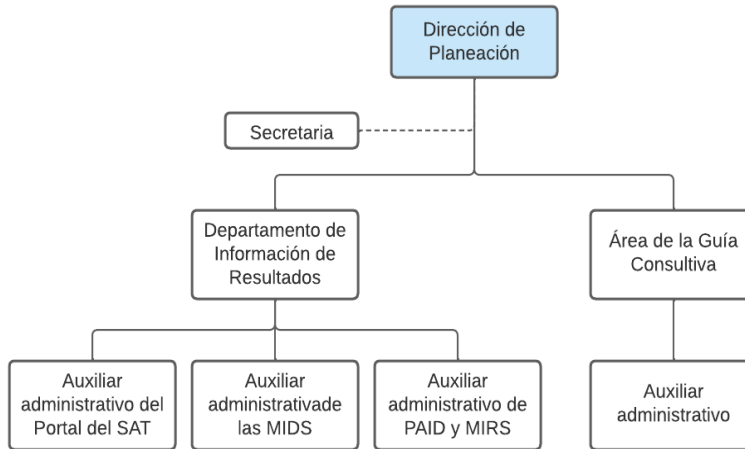 Dirección de
Planeación
Secretaria
Departamento de
Información de
Resultados
Área de la Guía
Consultiva
Auxiliar
administrativo del
Portal del SAT
Auxiliar
administrativade
las MIDS
Auxiliar
administrativo de
PAID y MIRS
Auxiliar
administrativo